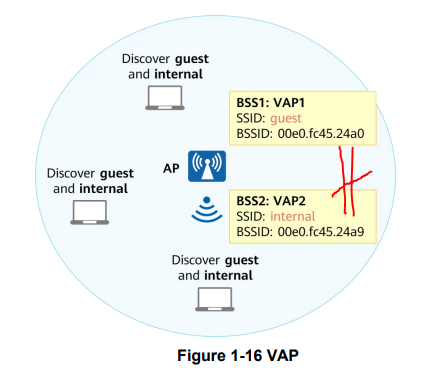 Discover guest
and internal
BSS1: VAP1
SSID: guest
BSSID: 00e0.fc45.24a0
AP
Discover guest
and internal
BSS2: VAP2
SSID: internal
BSSID: 00e0.fc45.24a9
Discover guest
and internal
Figure 1-16 VAP